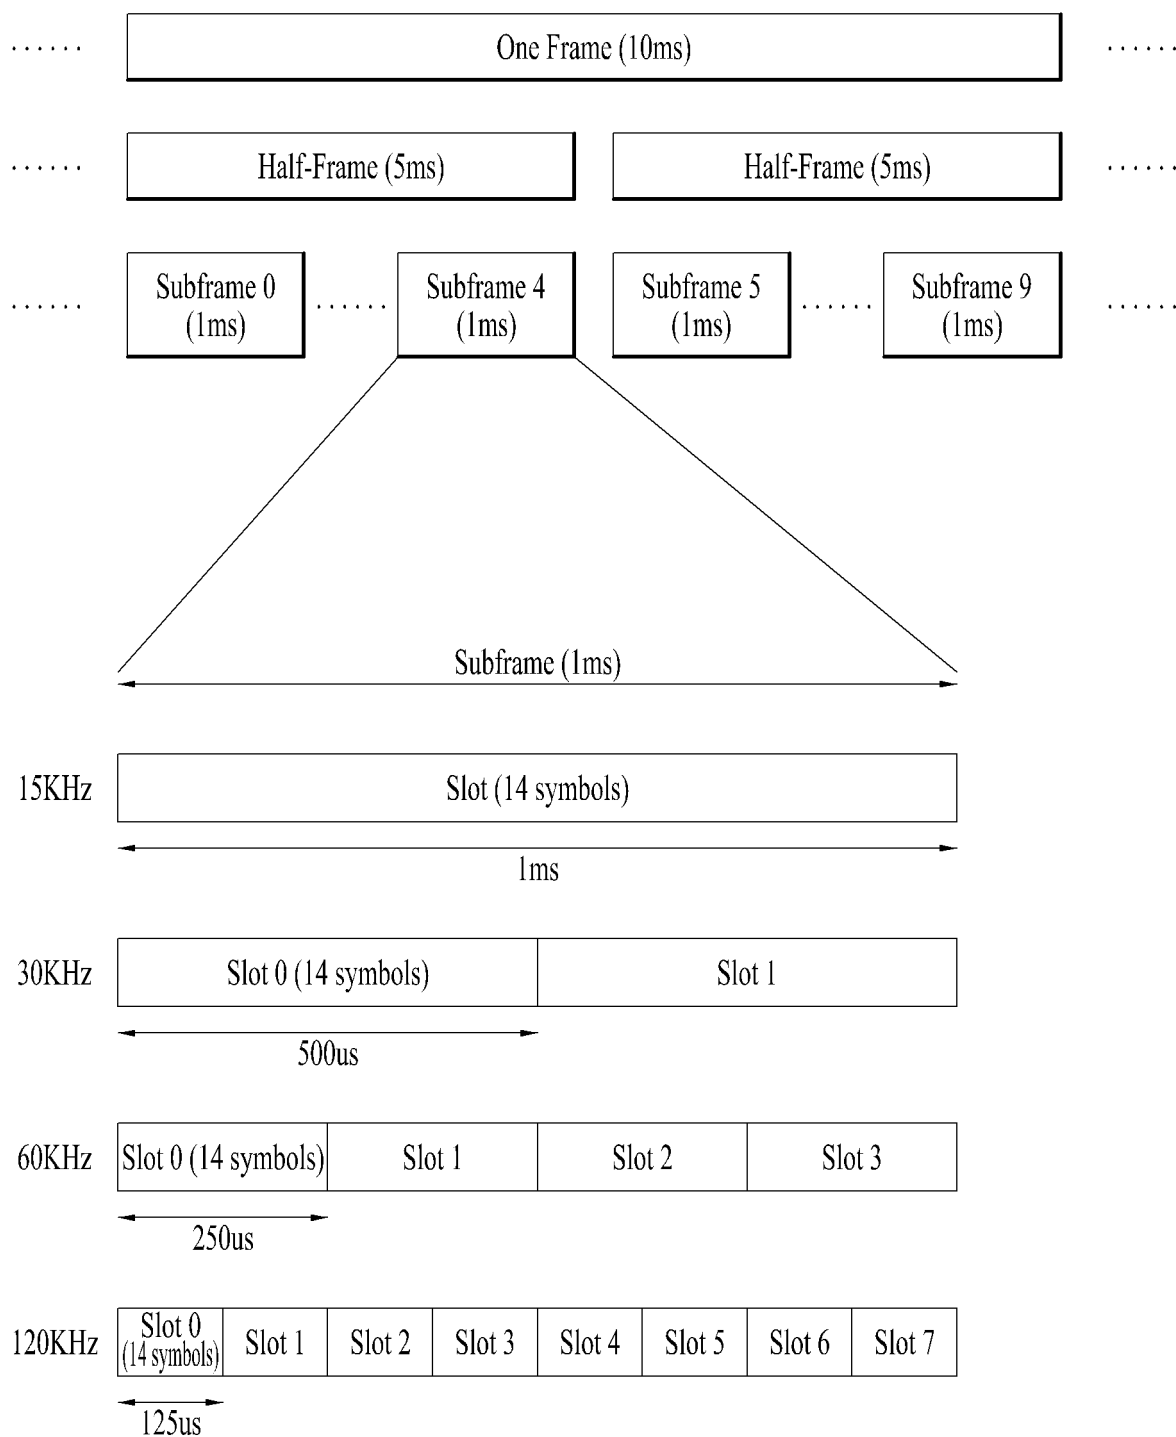 ...... One Frame (10ms) ......
...... Half-Frame (5ms) Half-Frame (5ms) ......
Subframe 0 Subframe 4 Subframe 5 Subframe 9
...... (1ms) ...... (1ms) (1ms) ...... (1ms) ......
Subframe (1ms)
15KHz Slot (14 symbols)
1ms
30KHz Slot 0 (14 symbols) Slot 1
500us
60KHz Slot 0 (14 symbols) Slot 1 Slot 2 Slot 3
250us
120KHz Slot 0 (14 symbols) Slot 1 Slot 2 Slot 3 Slot 4 Slot 5 Slot 6 Slot 7
125us